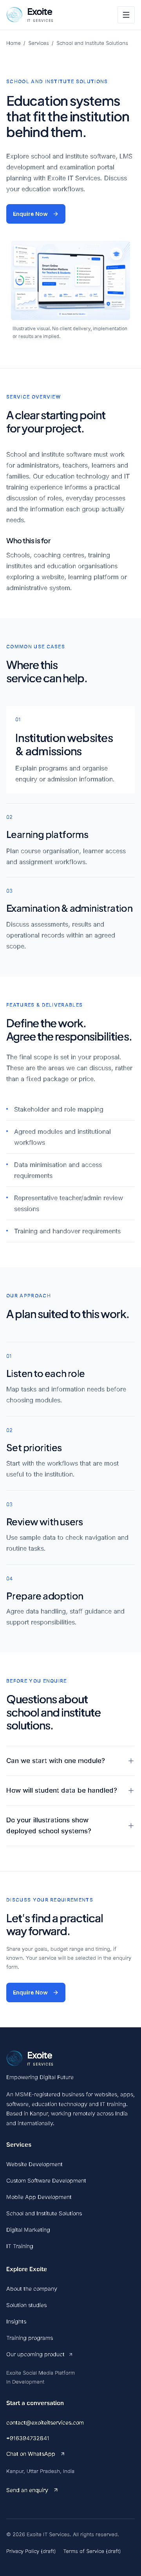 Exoite
IT SERVICES
Home / Services / School and Institute Solutions
SCHOOL AND INSTITUTE SOLUTIONS
Education systems
that fit the institution
behind them.
Explore school and institute software, LMS
development and education portal
planning with Exoite IT Services. Discuss
your education workflows.
Enquire Now →
Illustrative visual. No client delivery, implementation
or results are implied.
SERVICE OVERVIEW
A clear starting point
for your project.
School and institute software must work
for administrators, teachers, learners and
families. Our education technology and IT
training experience informs a practical
discussion of roles, everyday processes
and the information each group actually
needs.
Who this is for
Schools, coaching centres, training
institutes and education organisations
exploring a website, learning platform or
administrative system.
COMMON USE CASES
Where this
service can help.
01
Institution websites
& admissions
Explain programs and organise
enquiry or admission information.
02
Learning platforms
Plan course organisation, learner access
and assignment workflows.
03
Examination & administration
Discuss assessments, results and
operational records within an agreed
scope.
FEATURES & DELIVERABLES
Define the work.
Agree the responsibilities.
The final scope is set in your proposal.
These are the areas we can discuss, rather
than a fixed package or price.
• Stakeholder and role mapping
• Agreed modules and institutional
workflows
• Data minimisation and access
requirements
• Representative teacher/admin review
sessions
• Training and handover requirements
OUR APPROACH
A plan suited to this work.
01
Listen to each role
Map tasks and information needs before
choosing modules.
02
Set priorities
Start with the workflows that are most
useful to the institution.
03
Review with users
Use sample data to check navigation and
routine tasks.
04
Prepare adoption
Agree data handling, staff guidance and
support responsibilities.
BEFORE YOU ENQUIRE
Questions about
school and institute
solutions.
Can we start with one module? +
How will student data be handled? +
Do your illustrations show
deployed school systems? +
DISCUSS YOUR REQUIREMENTS
Let's find a practical
way forward.
Share your goals, budget range and timing, if
known. Your service will be selected in the enquiry
form.
Enquire Now →
Exoite
IT SERVICES
Empowering Digital Future
An MSME-registered business for websites, apps,
software, education technology and IT training.
Based in Kanpur, working remotely across India
and internationally.
Services
Website Development
Custom Software Development
Mobile App Development
School and Institute Solutions
Digital Marketing
IT Training
Explore Exoite
About the company
Solution studies
Insights
Training programs
Our upcoming product ↗
Exoite Social Media Platform
In Development
Start a conversation
contact@exoiteitservices.com
+916394732841
Chat on WhatsApp ↗
Kanpur, Uttar Pradesh, India
Send an enquiry ↗
© 2026 Exoite IT Services. All rights reserved.
Privacy Policy (draft) Terms of Service (draft)